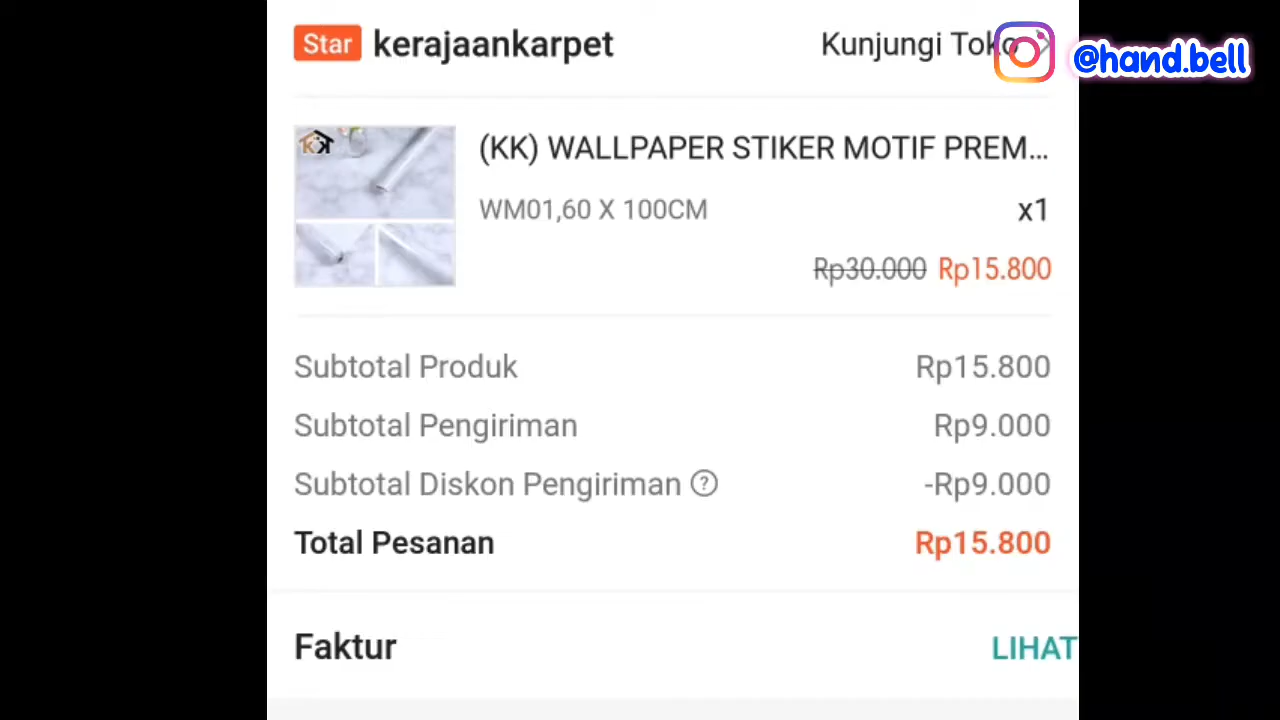 Star kerajaankarpet
Kunjungi Toko
@hand.bell
KK
(KK) WALLPAPER STIKER MOTIF PREM...
WM01,60 X 100CM
x1
Rp30.000 Rp15.800
Subtotal Produk Rp15.800
Subtotal Pengiriman Rp9.000
Subtotal Diskon Pengiriman ? -Rp9.000
Total Pesanan Rp15.800
Faktur LIHAT